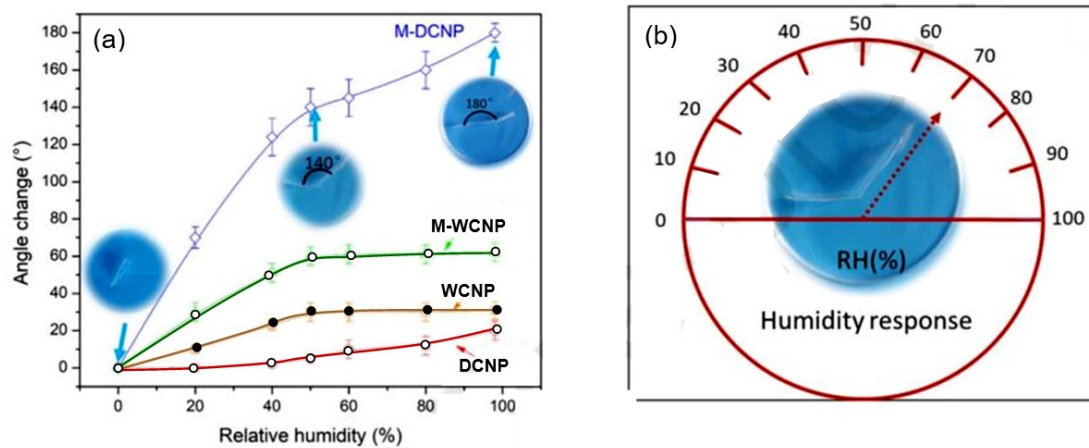 (a)
M-DCNP
180
160
140
120
100
80
60
40
20
0
Angle change (°)
180°
140°
M-WCNP
WCNP
DCNP
0
20
40
60
80
100
Relative humidity (%)
(b)
0
10
20
30
40
50
60
70
80
90
100
RH(%)
Humidity response